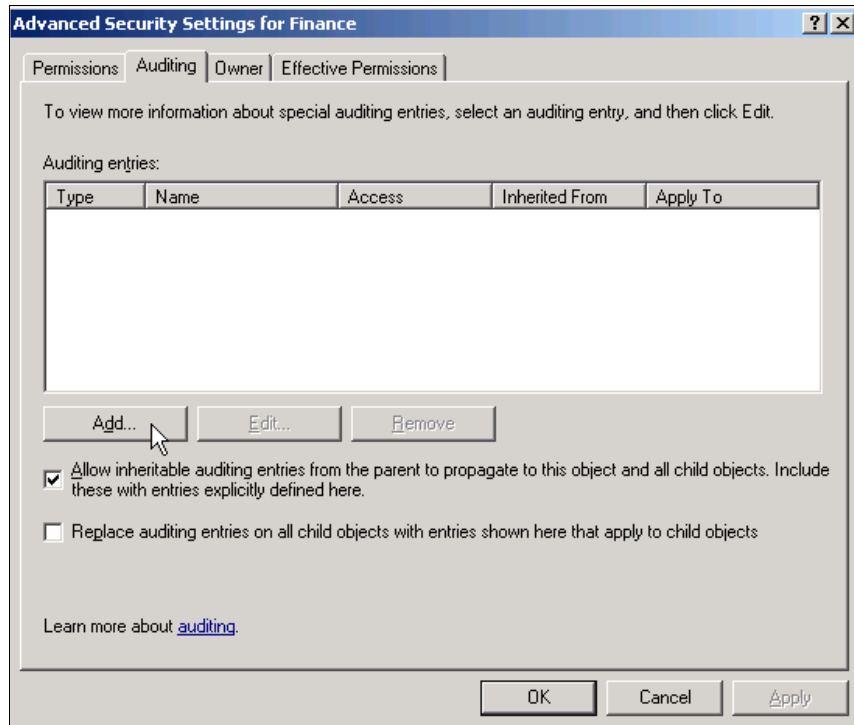 Advanced Security Settings for Finance
Permissions Auditing Owner Effective Permissions
To view more information about special auditing entries, select an auditing entry, and then click Edit.
Auditing entries:
Type Name Access Inherited From Apply To
Add... Edit... Remove
Allow inheritable auditing entries from the parent to propagate to this object and all child objects. Include
these with entries explicitly defined here.
Replace auditing entries on all child objects with entries shown here that apply to child objects
Learn more about auditing.
OK Cancel Apply